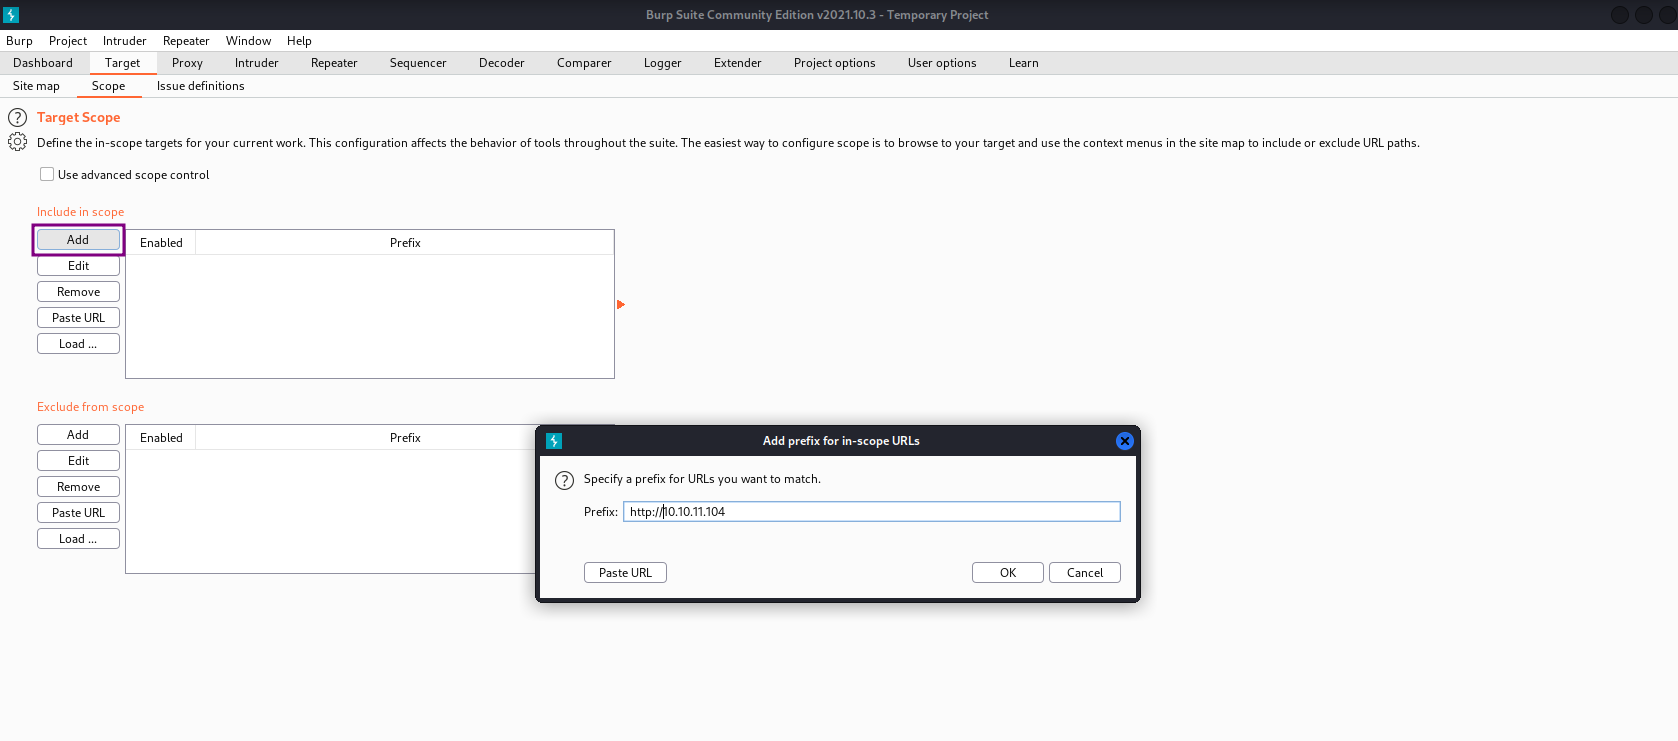 Burp Suite Community Edition v2021.10.3 - Temporary Project
Burp Project Intruder Repeater Window Help
Dashboard Target Proxy Intruder Repeater Sequencer Decoder Comparer Logger Extender Project options User options Learn
Site map Scope Issue definitions
? Target Scope
Define the in-scope targets for your current work. This configuration affects the behavior of tools throughout the suite. The easiest way to configure scope is to browse to your target and use the context menus in the site map to include or exclude URL paths.
Use advanced scope control
Include in scope
Add Enabled Prefix
Edit
Remove
Paste URL
Load ...
Exclude from scope
Add Enabled Prefix
Edit
Remove
Paste URL
Load ...
Add prefix for in-scope URLs
? Specify a prefix for URLs you want to match.
Prefix: http://10.10.11.104
Paste URL OK Cancel